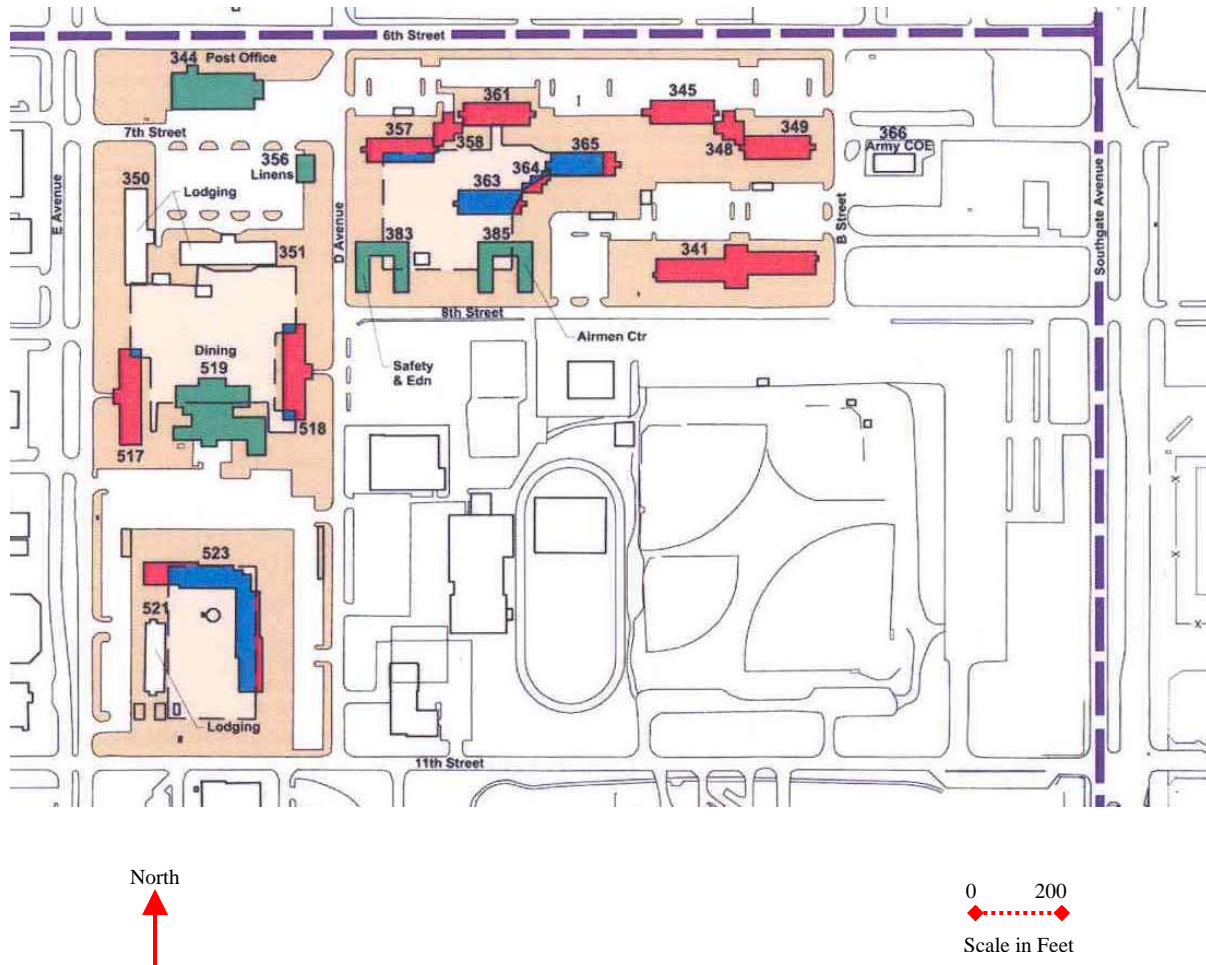 6th Street
344 Post Office
361
345
357
358
7th Street
349
348
366
Army COE
356
Linens
365
364
350
Lodging
363
E Avenue
D Avenue
B Street
Southgate Avenue
351
383
385
341
8th Street
Airmen Ctr
Dining
519
Safety
& Edn
518
517
523
521
Lodging
11th Street
X
X
X
North
0 200
Scale in Feet